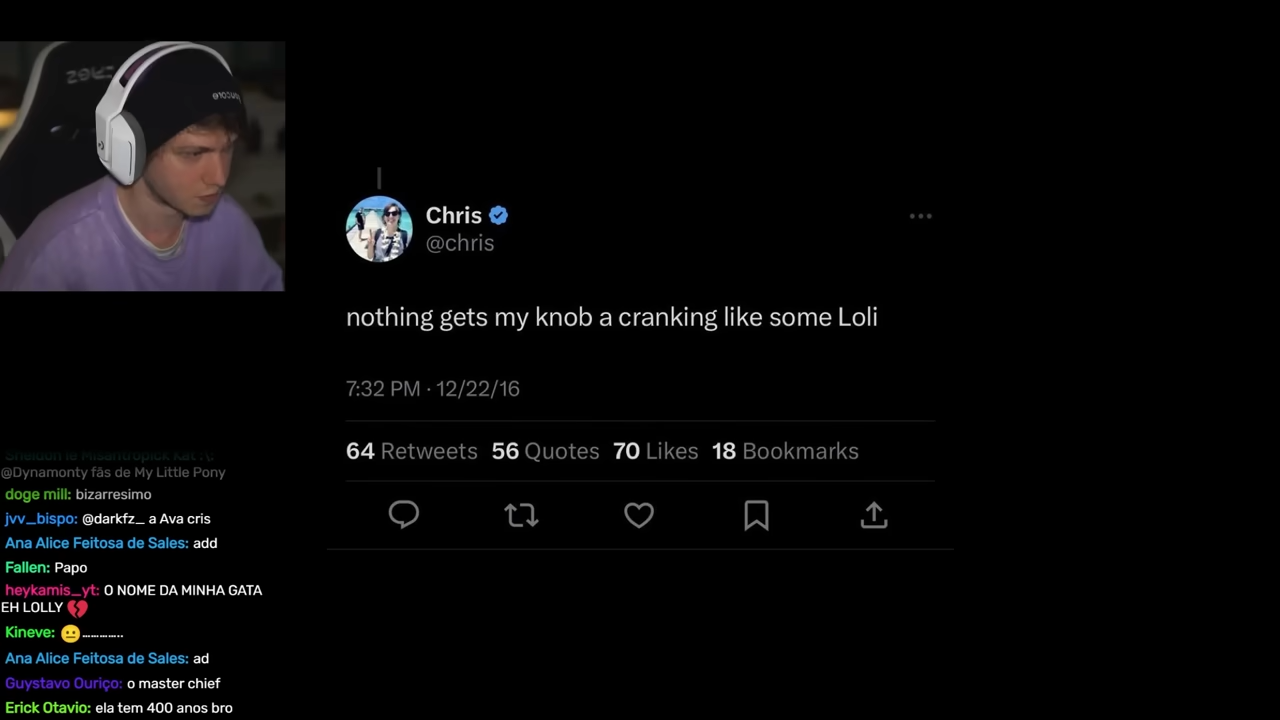 Chris
@chris
nothing gets my knob a cranking like some Loli
7:32 PM · 12/22/16
64 Retweets 56 Quotes 70 Likes 18 Bookmarks
@Dynamonty fãs de My Little Pony
doge mill: bizarresimo
jvv_bispo: @darkfz_ a Ava cris
Ana Alice Feitosa de Sales: add
Fallen: Papo
heykamis_yt: O NOME DA MINHA GATA
EH LOLLY 💔
Kineve: 😐............
Ana Alice Feitosa de Sales: ad
Guystavo Ouriço: o master chief
Erick Otavio: ela tem 400 anos bro